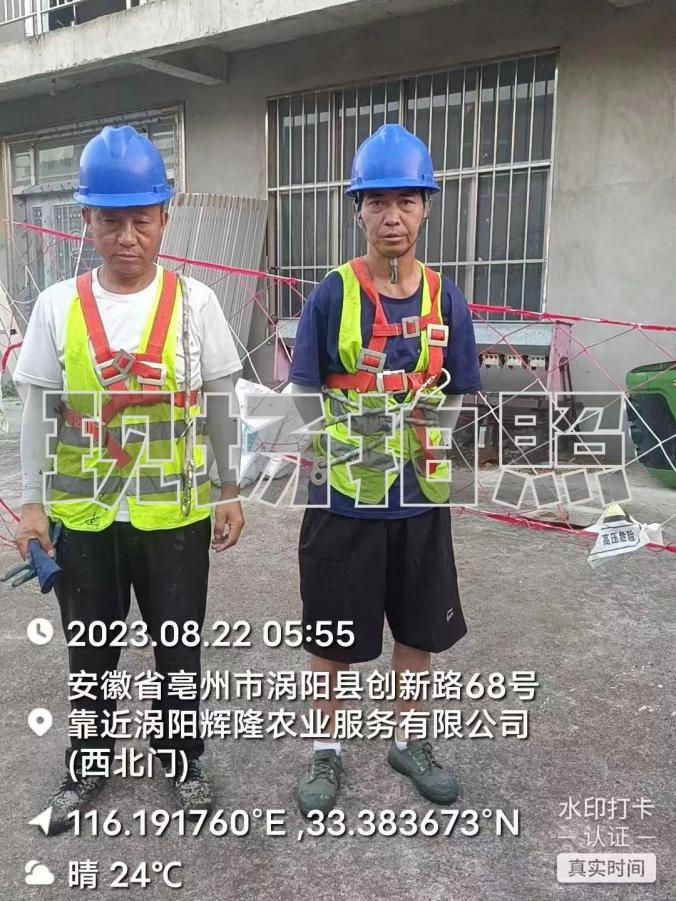 现场拍照
高压危险
2023.08.22 05:55
安徽省亳州市涡阳县创新路68号
靠近涡阳辉隆农业服务有限公司
(西北门)
116.191760°E ,33.383673°N
晴 24℃
水印打卡
认证
真实时间